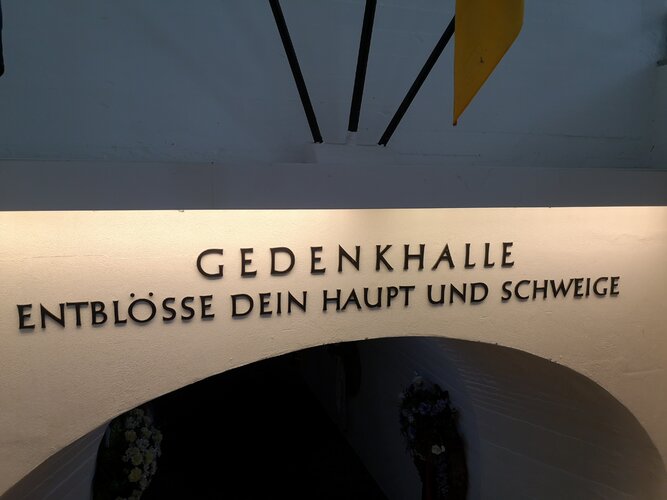 GEDENKHALLE
ENTBLÖSSE DEIN HAUPT UND SCHWEIGE